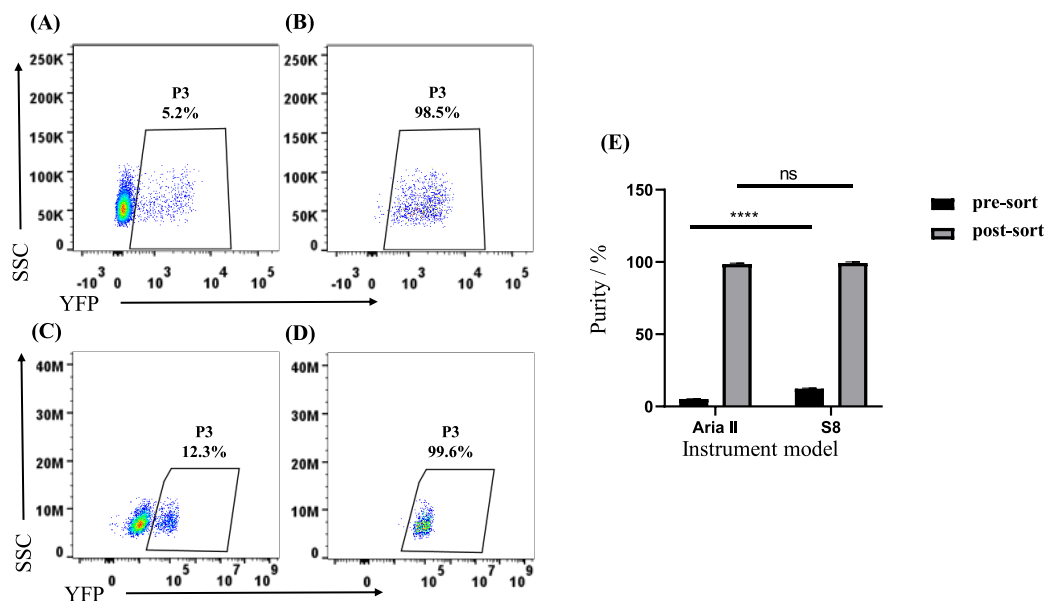 (A)
250K
200K
150K
100K
50K
0
P3
5.2%
-10³ 0 10³ 10⁴ 10⁵
SSC
YFP
(B)
250K
200K
150K
100K
50K
0
P3
98.5%
-10³ 0 10³ 10⁴ 10⁵
(C)
40M
30M
20M
10M
0
P3
12.3%
0 10⁵ 10⁷ 10⁹
SSC
YFP
(D)
40M
30M
20M
10M
0
P3
99.6%
0 10⁵ 10⁷ 10⁹
(E)
ns
****
150
100
50
0
Purity / %
Aria II S8
Instrument model
pre-sort
post-sort